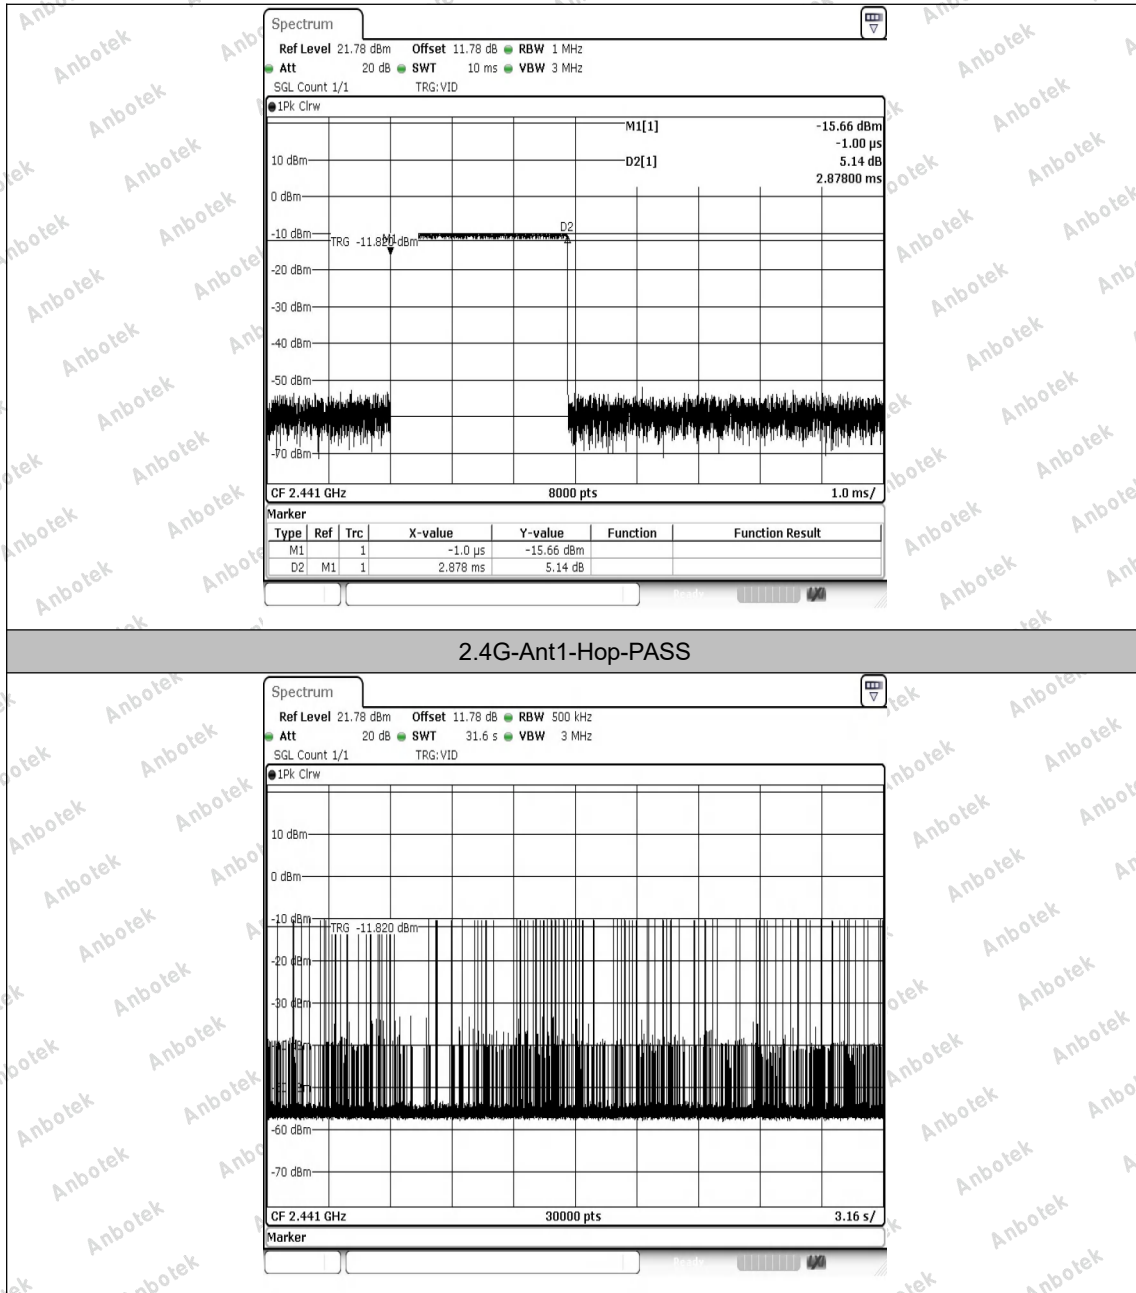 Spectrum
Ref Level 21.78 dBm Offset 11.78 dB RBW 1 MHz
Att 20 dB SWT 10 ms VBW 3 MHz
SGL Count 1/1 TRG:VID
1Pk Clrw
M1[1] -15.66 dBm
-1.00 µs
10 dBm D2[1] 5.14 dB
2.87800 ms
0 dBm
D2
-10 dBm
TRG -11.820 dBm
M1
-20 dBm
-30 dBm
-40 dBm
-50 dBm
-70 dBm
CF 2.441 GHz 8000 pts 1.0 ms/
Marker
Type Ref Trc X-value Y-value Function Function Result
M1 1 -1.0 µs -15.66 dBm
D2 M1 1 2.878 ms 5.14 dB
Ready
2.4G-Ant1-Hop-PASS
Spectrum
Ref Level 21.78 dBm Offset 11.78 dB RBW 500 kHz
Att 20 dB SWT 31.6 s VBW 3 MHz
SGL Count 1/1 TRG:VID
1Pk Clrw
10 dBm
0 dBm
-10 dBm
TRG -11.820 dBm
-20 dBm
-30 dBm
-60 dBm
-70 dBm
CF 2.441 GHz 30000 pts 3.16 s/
Marker
Ready
Anbotek